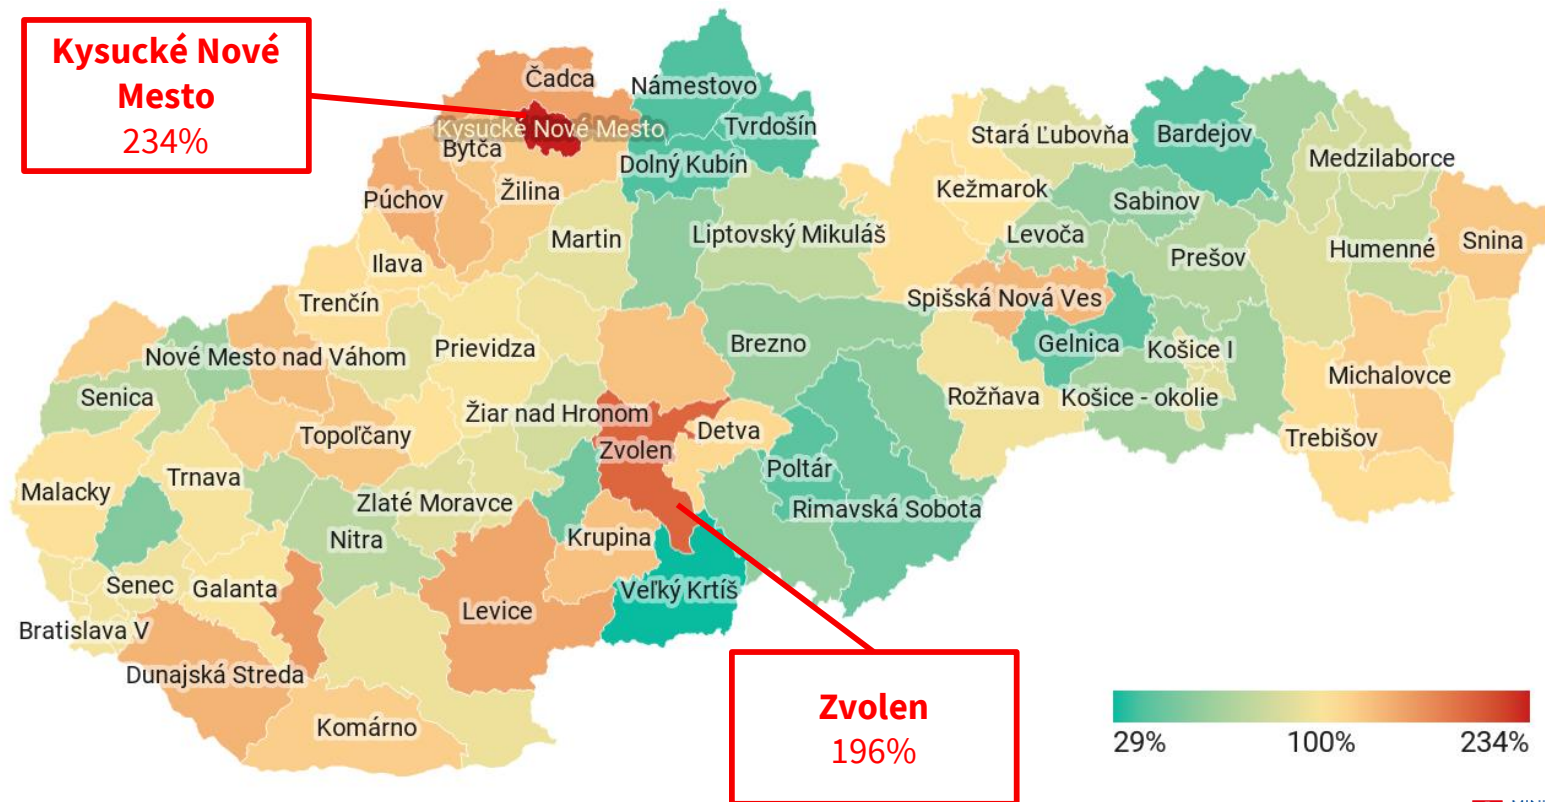 Kysucké Nové
Mesto
234%
Čadca
Námestovo
Kysucké Nové Mesto
Tvrdošín
Stará Ľubovňa
Bardejov
Bytča
Dolný Kubín
Medzilaborce
Púchov
Žilina
Kežmarok
Sabinov
Martin
Liptovský Mikuláš
Levoča
Prešov
Humenné
Snina
Ilava
Trenčín
Spišská Nová Ves
Nové Mesto nad Váhom
Prievidza
Brezno
Gelnica
Košice I
Michalovce
Senica
Žiar nad Hronom
Rožňava
Košice - okolie
Topoľčany
Zvolen
Detva
Trebišov
Malacky
Trnava
Poltár
Zlaté Moravce
Rimavská Sobota
Nitra
Krupina
Senec
Galanta
Levice
Veľký Krtíš
Bratislava V
Dunajská Streda
Komárno
Zvolen
196%
29%
100%
234%